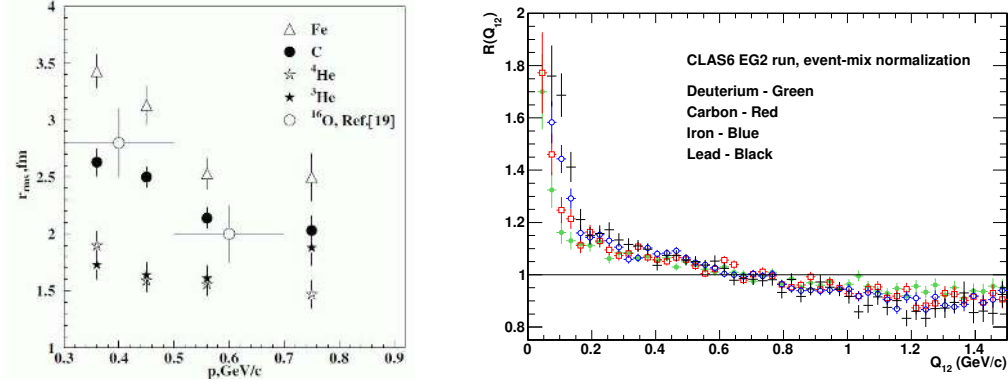 4
3.5
3
2.5
2
1.5
1
r_rms,fm
Fe
C
⁴He
³He
¹⁶O, Ref.[19]
0.3 0.4 0.5 0.6 0.7 0.8 0.9
p,GeV/c
2
1.8
1.6
1.4
1.2
1
0.8
R(Q₁₂)
CLAS6 EG2 run, event-mix normalization
Deuterium - Green
Carbon - Red
Iron - Blue
Lead - Black
0 0.2 0.4 0.6 0.8 1 1.2 1.4
Q₁₂ (GeV/c)